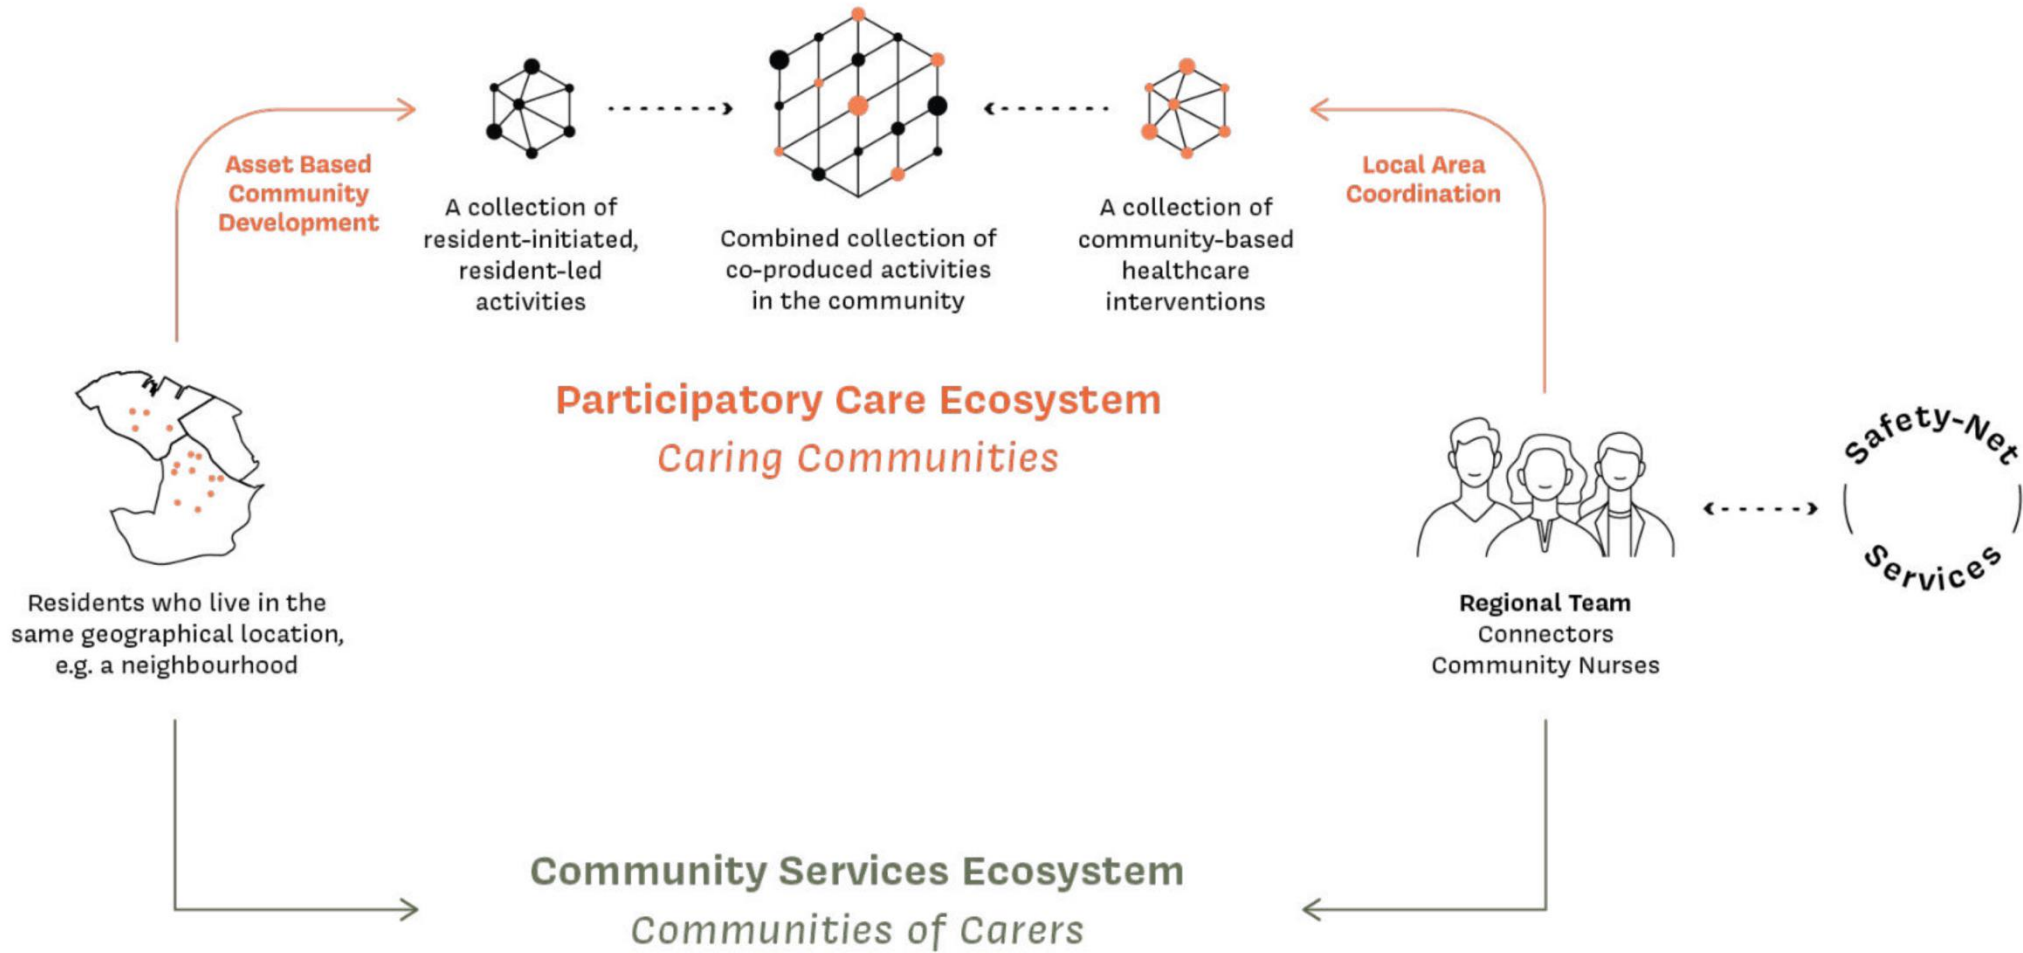 Asset Based
Community
Development
A collection of
resident-initiated,
resident-led
activities
Combined collection of
co-produced activities
in the community
A collection of
community-based
healthcare
interventions
Local Area
Coordination
Participatory Care Ecosystem
Caring Communities
Residents who live in the
same geographical location,
e.g. a neighbourhood
Regional Team
Connectors
Community Nurses
Safety-Net
Services
Community Services Ecosystem
Communities of Carers